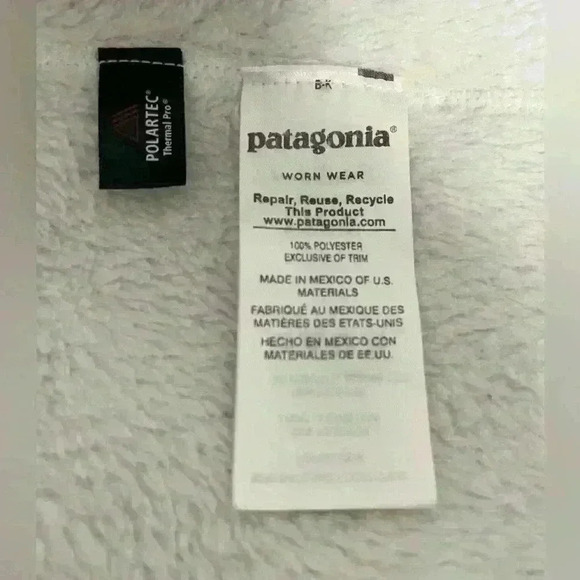 POLARTEC®
Thermal Pro®
B-K
patagonia®
WORN WEAR
Repair, Reuse, Recycle
This Product
www.patagonia.com
100% POLYESTER
EXCLUSIVE OF TRIM
MADE IN MEXICO OF U.S.
MATERIALS
FABRIQUÉ AU MEXIQUE DES
MATIÈRES DES ETATS-UNIS
HECHO EN MEXICO CON
MATERIALES DE EE.UU.